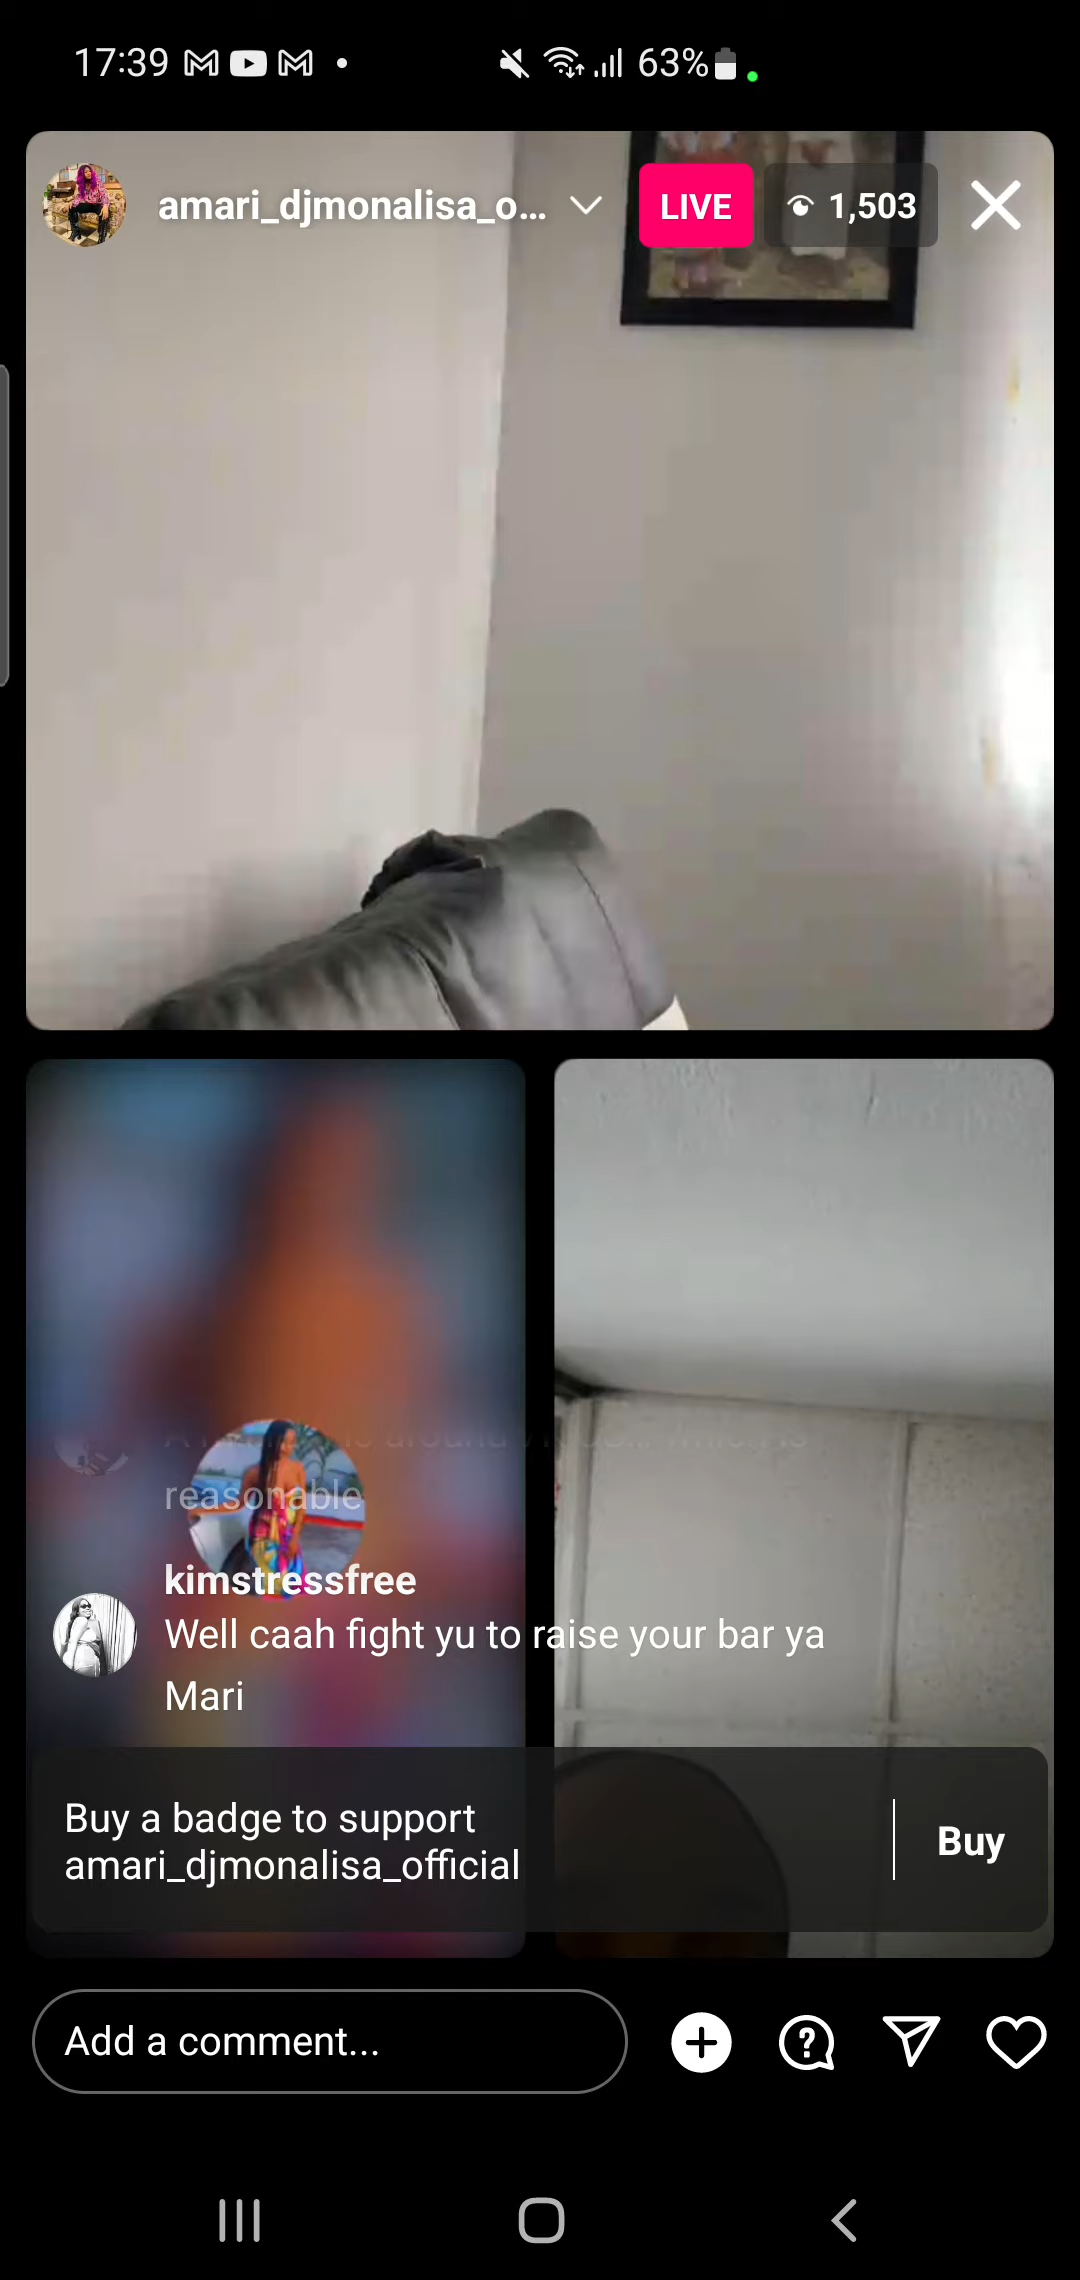 17:39
63%
amari_djmonalisa_o...
LIVE
1,503
reasonable
kimstressfree
Well caah fight yu to raise your bar ya
Mari
Buy a badge to support
amari_djmonalisa_official
Buy
Add a comment...